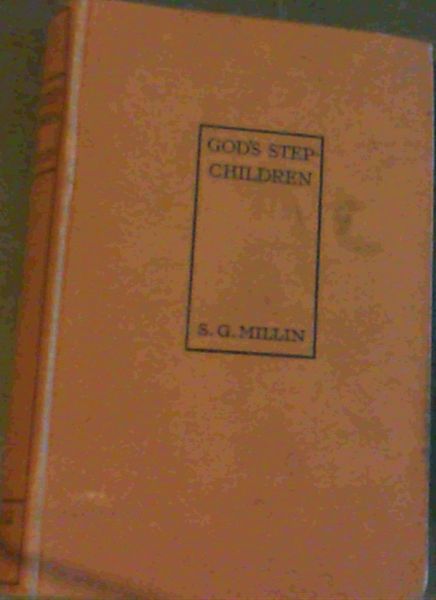 GOD'S STEP-
CHILDREN
S. G. MILLIN